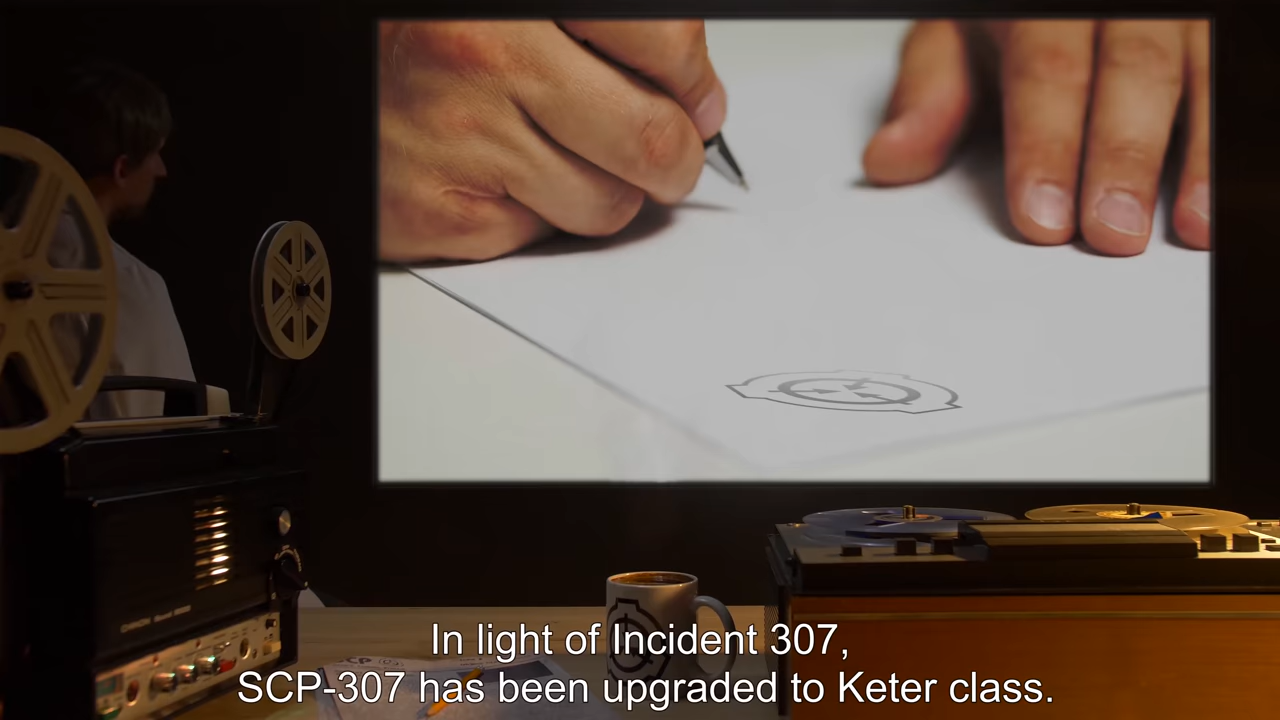 In light of Incident 307,
SCP-307 has been upgraded to Keter class.